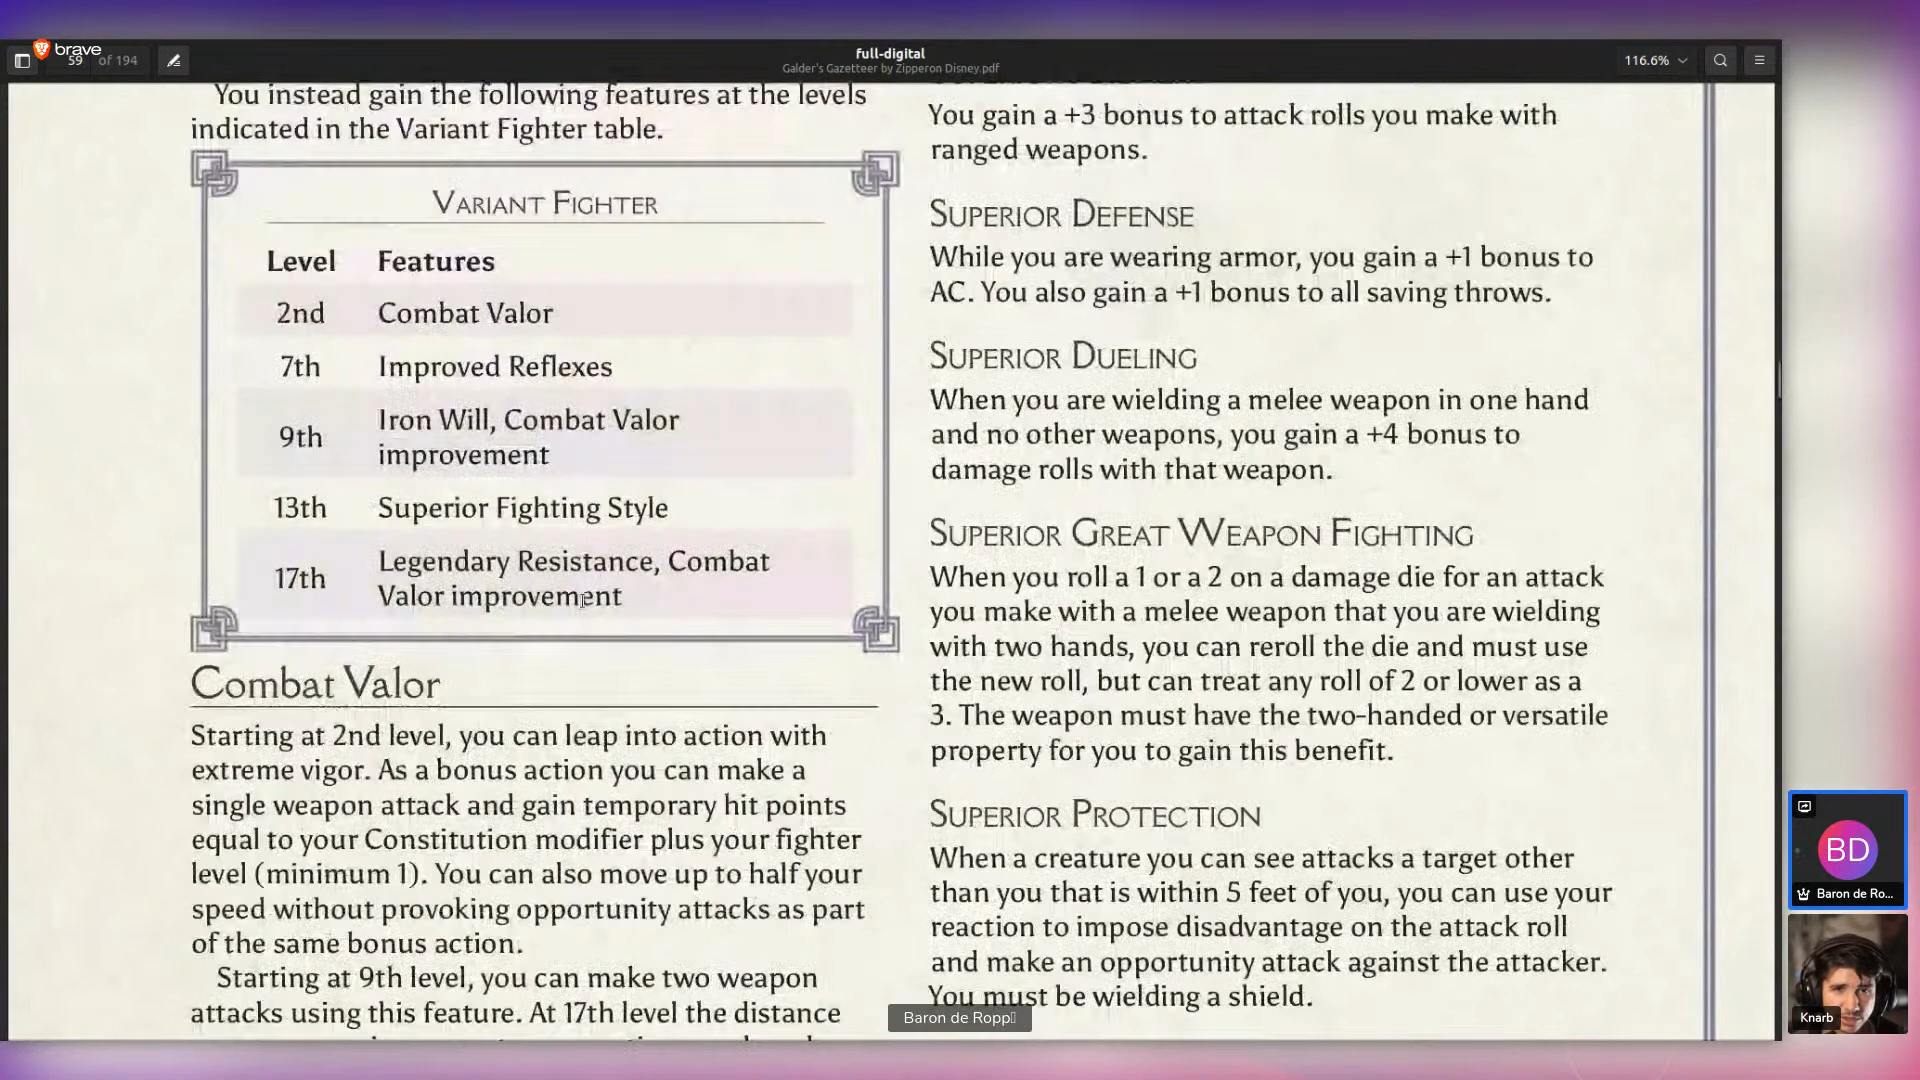 brave
59 of 194
full-digital
Galder's Gazetteer by Zipperon Disney.pdf
116.6%
You instead gain the following features at the levels
indicated in the Variant Fighter table.
Variant Fighter
Level Features
2nd Combat Valor
7th Improved Reflexes
9th Iron Will, Combat Valor
improvement
13th Superior Fighting Style
17th Legendary Resistance, Combat
Valor improvement
Combat Valor
Starting at 2nd level, you can leap into action with
extreme vigor. As a bonus action you can make a
single weapon attack and gain temporary hit points
equal to your Constitution modifier plus your fighter
level (minimum 1). You can also move up to half your
speed without provoking opportunity attacks as part
of the same bonus action.
Starting at 9th level, you can make two weapon
attacks using this feature. At 17th level the distance
You gain a +3 bonus to attack rolls you make with
ranged weapons.
Superior Defense
While you are wearing armor, you gain a +1 bonus to
AC. You also gain a +1 bonus to all saving throws.
Superior Dueling
When you are wielding a melee weapon in one hand
and no other weapons, you gain a +4 bonus to
damage rolls with that weapon.
Superior Great Weapon Fighting
When you roll a 1 or a 2 on a damage die for an attack
you make with a melee weapon that you are wielding
with two hands, you can reroll the die and must use
the new roll, but can treat any roll of 2 or lower as a
3. The weapon must have the two-handed or versatile
property for you to gain this benefit.
Superior Protection
When a creature you can see attacks a target other
than you that is within 5 feet of you, you can use your
reaction to impose disadvantage on the attack roll
and make an opportunity attack against the attacker.
You must be wielding a shield.
Baron de Ropp
BD
Baron de Ro...
Knarb